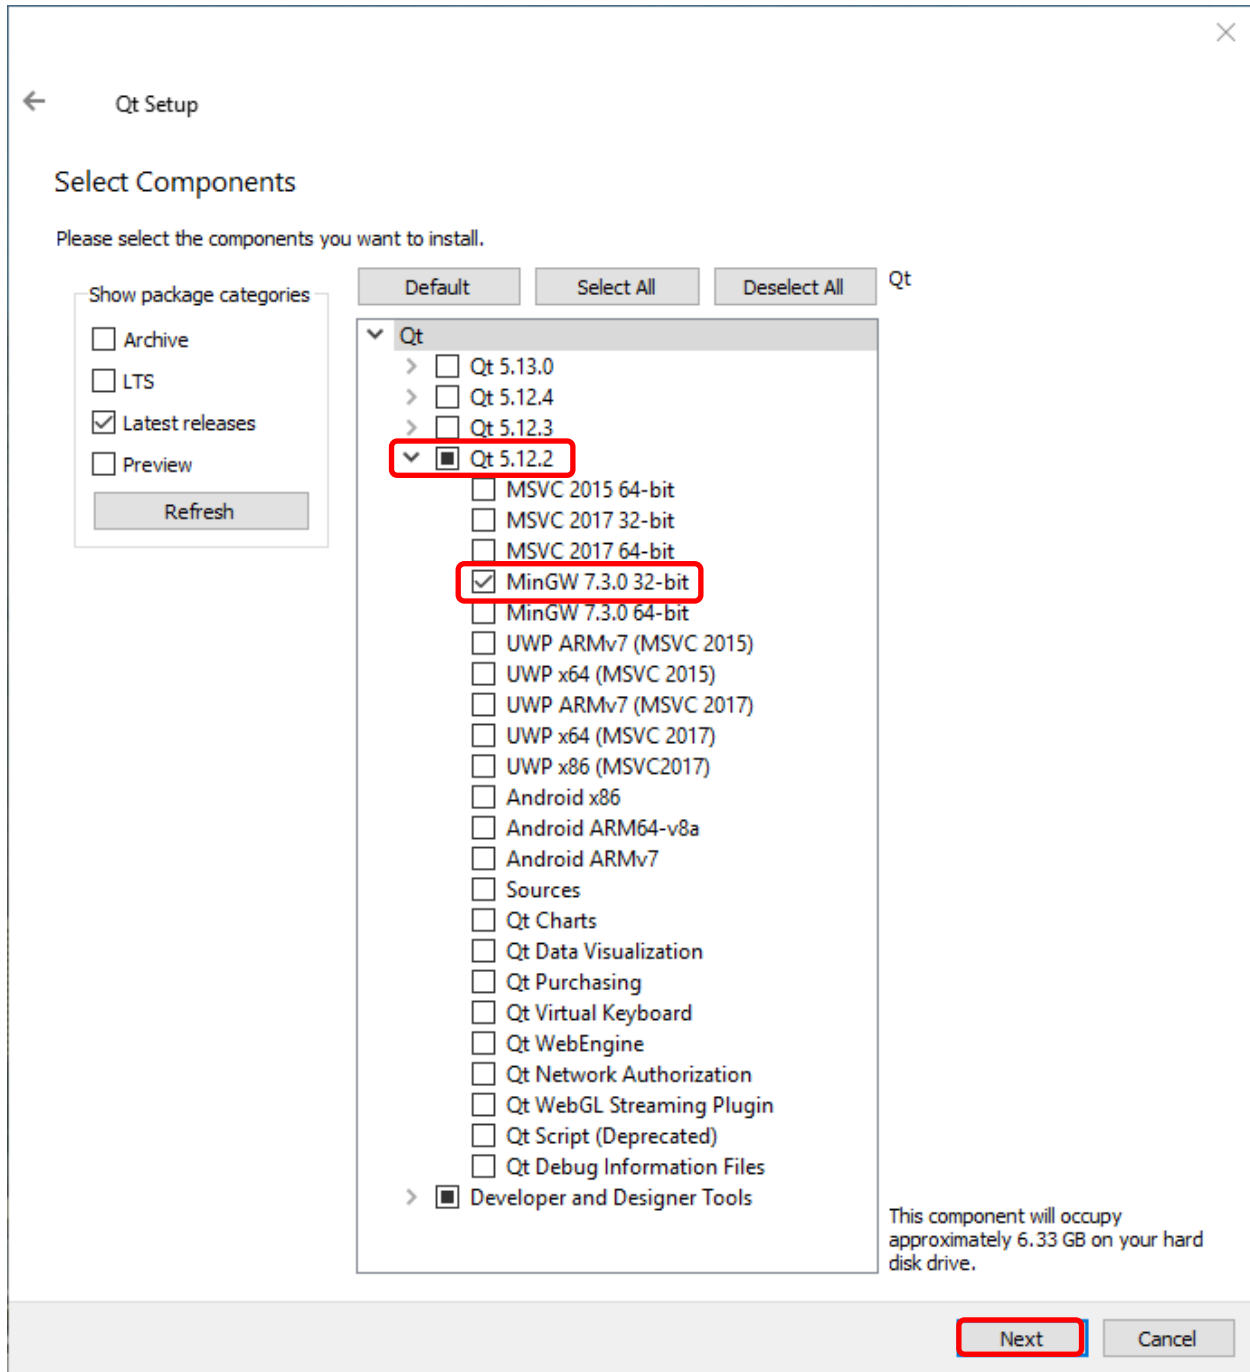 Qt Setup
Select Components
Please select the components you want to install.
Show package categories
Archive
LTS
Latest releases
Preview
Refresh
Default
Select All
Deselect All
Qt
Qt 5.13.0
Qt 5.12.4
Qt 5.12.3
Qt 5.12.2
MSVC 2015 64-bit
MSVC 2017 32-bit
MSVC 2017 64-bit
MinGW 7.3.0 32-bit
MinGW 7.3.0 64-bit
UWP ARMv7 (MSVC 2015)
UWP x64 (MSVC 2015)
UWP ARMv7 (MSVC 2017)
UWP x64 (MSVC 2017)
UWP x86 (MSVC2017)
Android x86
Android ARM64-v8a
Android ARMv7
Sources
Qt Charts
Qt Data Visualization
Qt Purchasing
Qt Virtual Keyboard
Qt WebEngine
Qt Network Authorization
Qt WebGL Streaming Plugin
Qt Script (Deprecated)
Qt Debug Information Files
Developer and Designer Tools
Qt
This component will occupy
approximately 6.33 GB on your hard
disk drive.
Next
Cancel